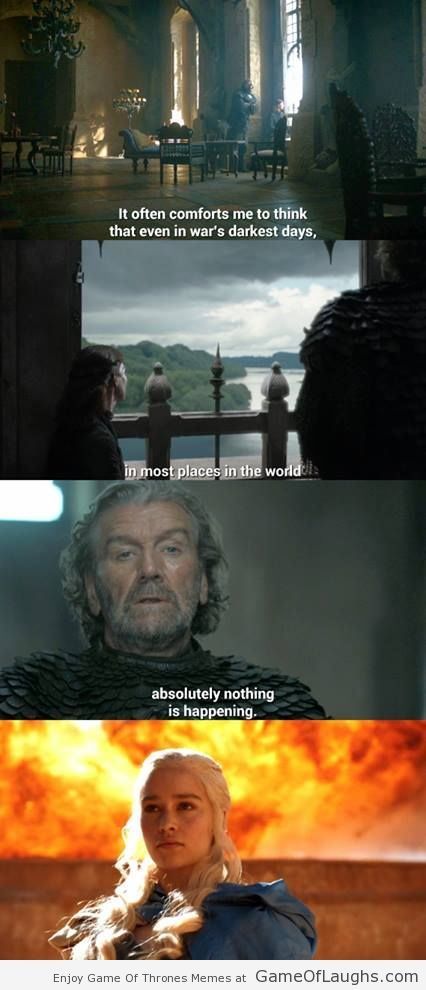 It often comforts me to think
that even in war's darkest days,
in most places in the world
absolutely nothing
is happening.
Enjoy Game Of Thrones Memes at GameOfLaughs.com